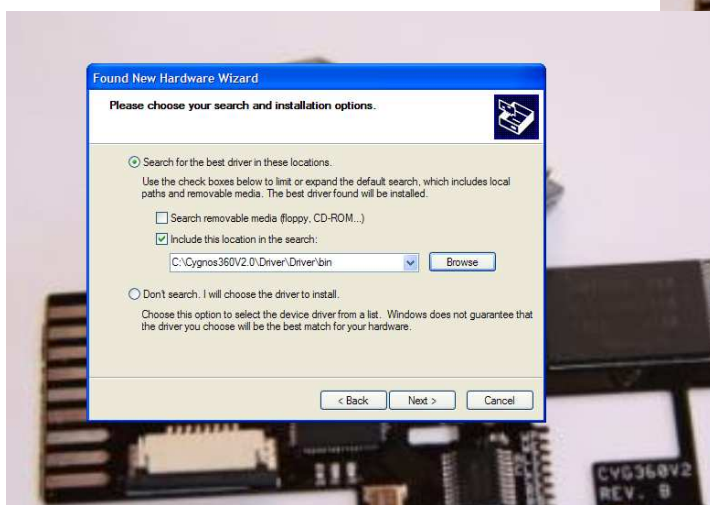 Found New Hardware Wizard
Please choose your search and installation options.
Search for the best driver in these locations.
Use the check boxes below to limit or expand the default search, which includes local
paths and removable media. The best driver found will be installed.
Search removable media (floppy, CD-ROM...)
Include this location in the search:
C:\Cygnos360V2.0\Driver\Driver\bin
Browse
Don't search. I will choose the driver to install.
Choose this option to select the device driver from a list. Windows does not guarantee that
the driver you choose will be the best match for your hardware.
< Back
Next >
Cancel
CYG360V2
REV. B